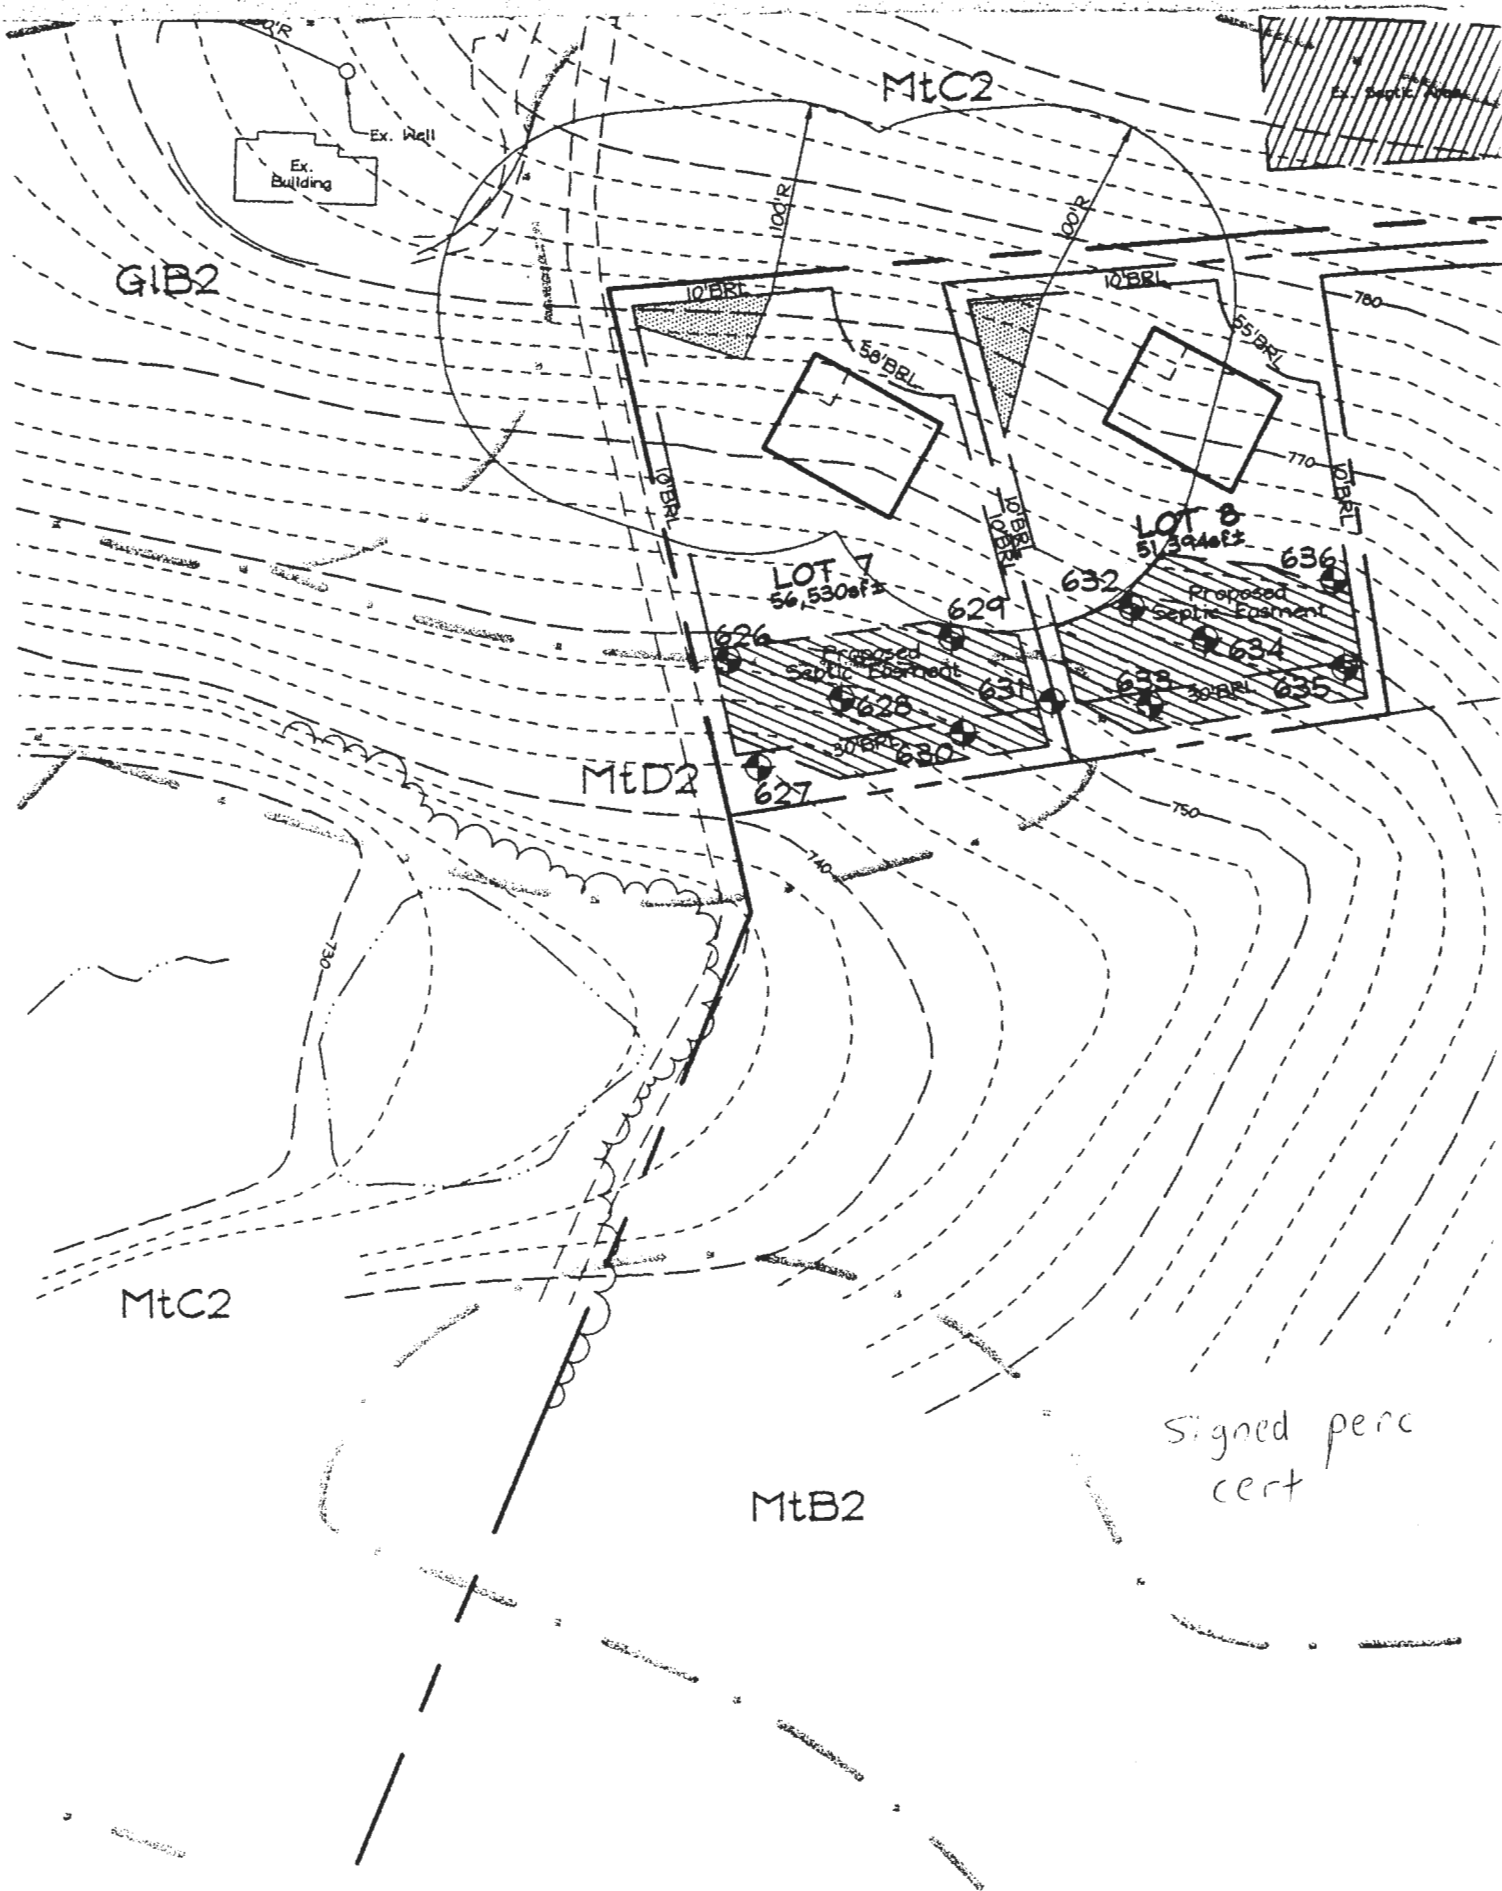 MtC2
Ex. Septic Area
Ex. Well
Ex.
Building
100'R
100'R
GlB2
10'BRL
10'BRL
780
58'BRL
55'BRL
770
10'BRL
10'BRL
10'BRL
10'BRL
LOT 8
51,394sf±
LOT 7
56,530sf±
636
632
Proposed
Septic Easment
629
626
634
Proposed
Septic Easment
631
633
30'BRL
635
628
30'BRL
630
MtD2
627
750
740
730
MtC2
Signed perc
cert
MtB2